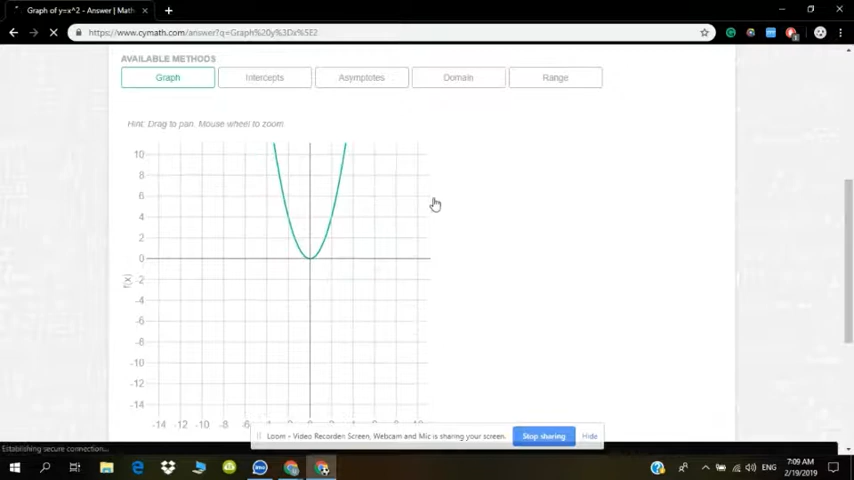 Graph of y=x^2 - Answer | Math
https://www.cymath.com/answer?q=Graph%20y%3Dx%5E2
AVAILABLE METHODS
Graph Intercepts Asymptotes Domain Range
Hint: Drag to pan. Mouse wheel to zoom
10
8
6
4
2
0
f(x)
-2
-4
-6
-8
-10
-12
-14
-14 -12 -10 -8 -6
Loom – Video Recorder: Screen, Webcam and Mic is sharing your screen. Stop sharing Hide
Establishing secure connection...
ENG
7:09 AM
2/19/2019